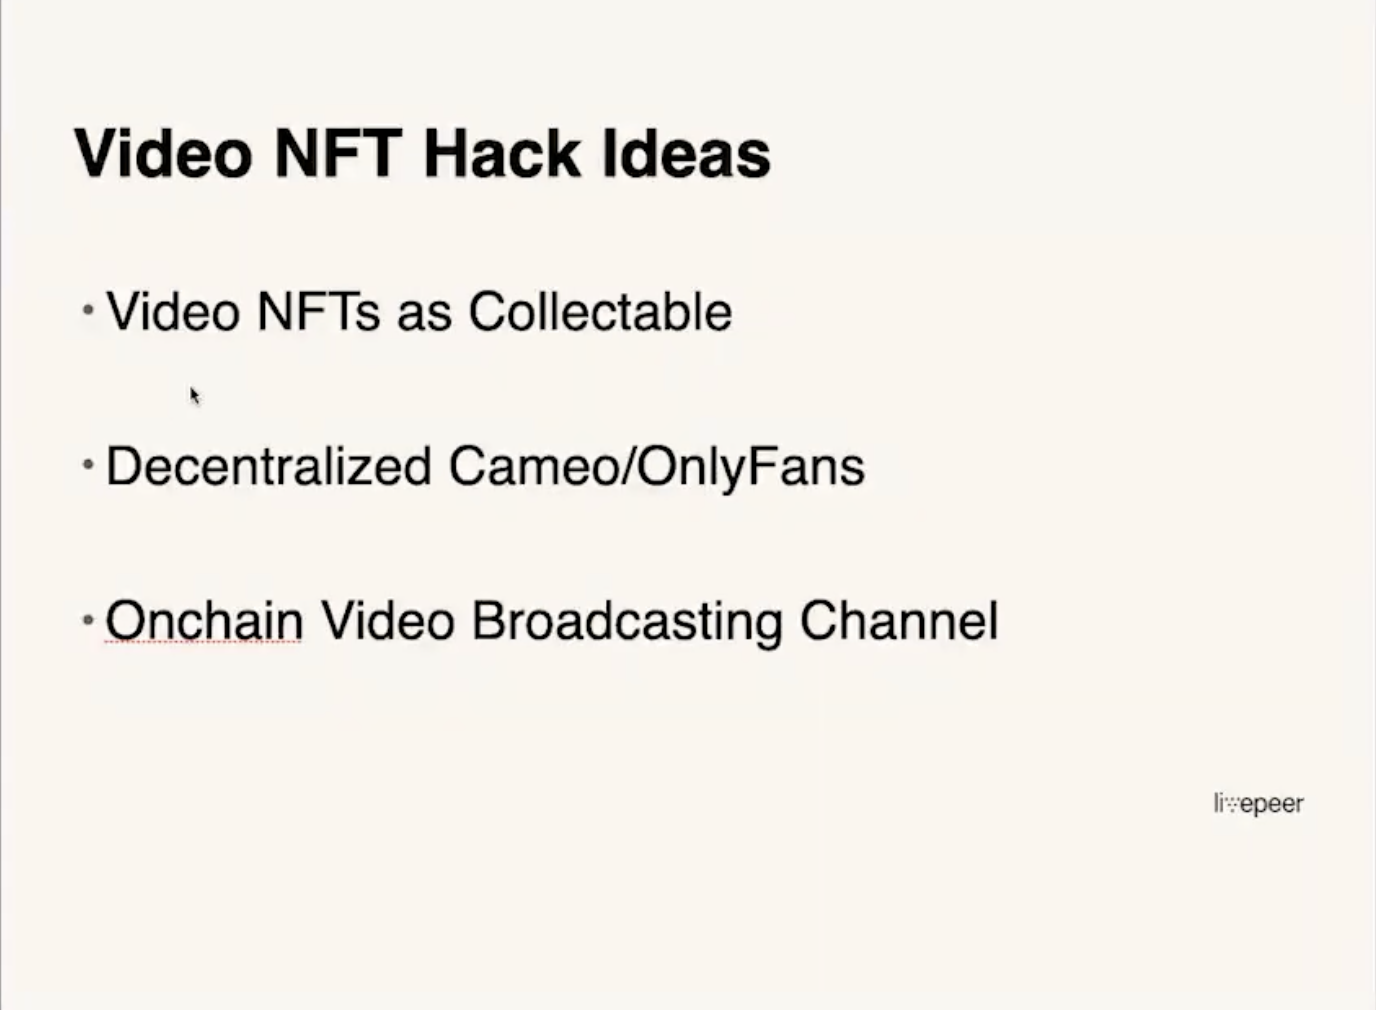 Video NFT Hack Ideas
• Video NFTs as Collectable
• Decentralized Cameo/OnlyFans
• Onchain Video Broadcasting Channel
livepeer